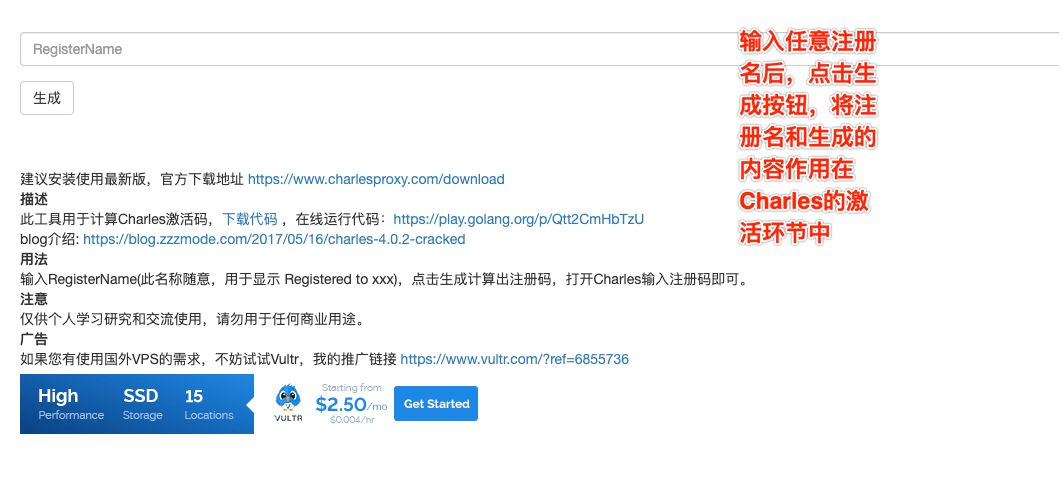 RegisterName
生成
输入任意注册
名后，点击生
成按钮，将注
册名和生成的
内容作用在
Charles的激
活环节中
建议安装使用最新版，官方下载地址 https://www.charlesproxy.com/download
描述
此工具用于计算Charles激活码，下载代码 ，在线运行代码：https://play.golang.org/p/Qtt2CmHbTzU
blog介绍: https://blog.zzzmode.com/2017/05/16/charles-4.0.2-cracked
用法
输入RegisterName(此名称随意，用于显示 Registered to xxx)，点击生成计算出注册码，打开Charles输入注册码即可。
注意
仅供个人学习研究和交流使用，请勿用于任何商业用途。
广告
如果您有使用国外VPS的需求，不妨试试Vultr，我的推广链接 https://www.vultr.com/?ref=6855736
High SSD 15
Performance Storage Locations
VULTR
Starting from
$2.50/mo
$0.004/hr
Get Started